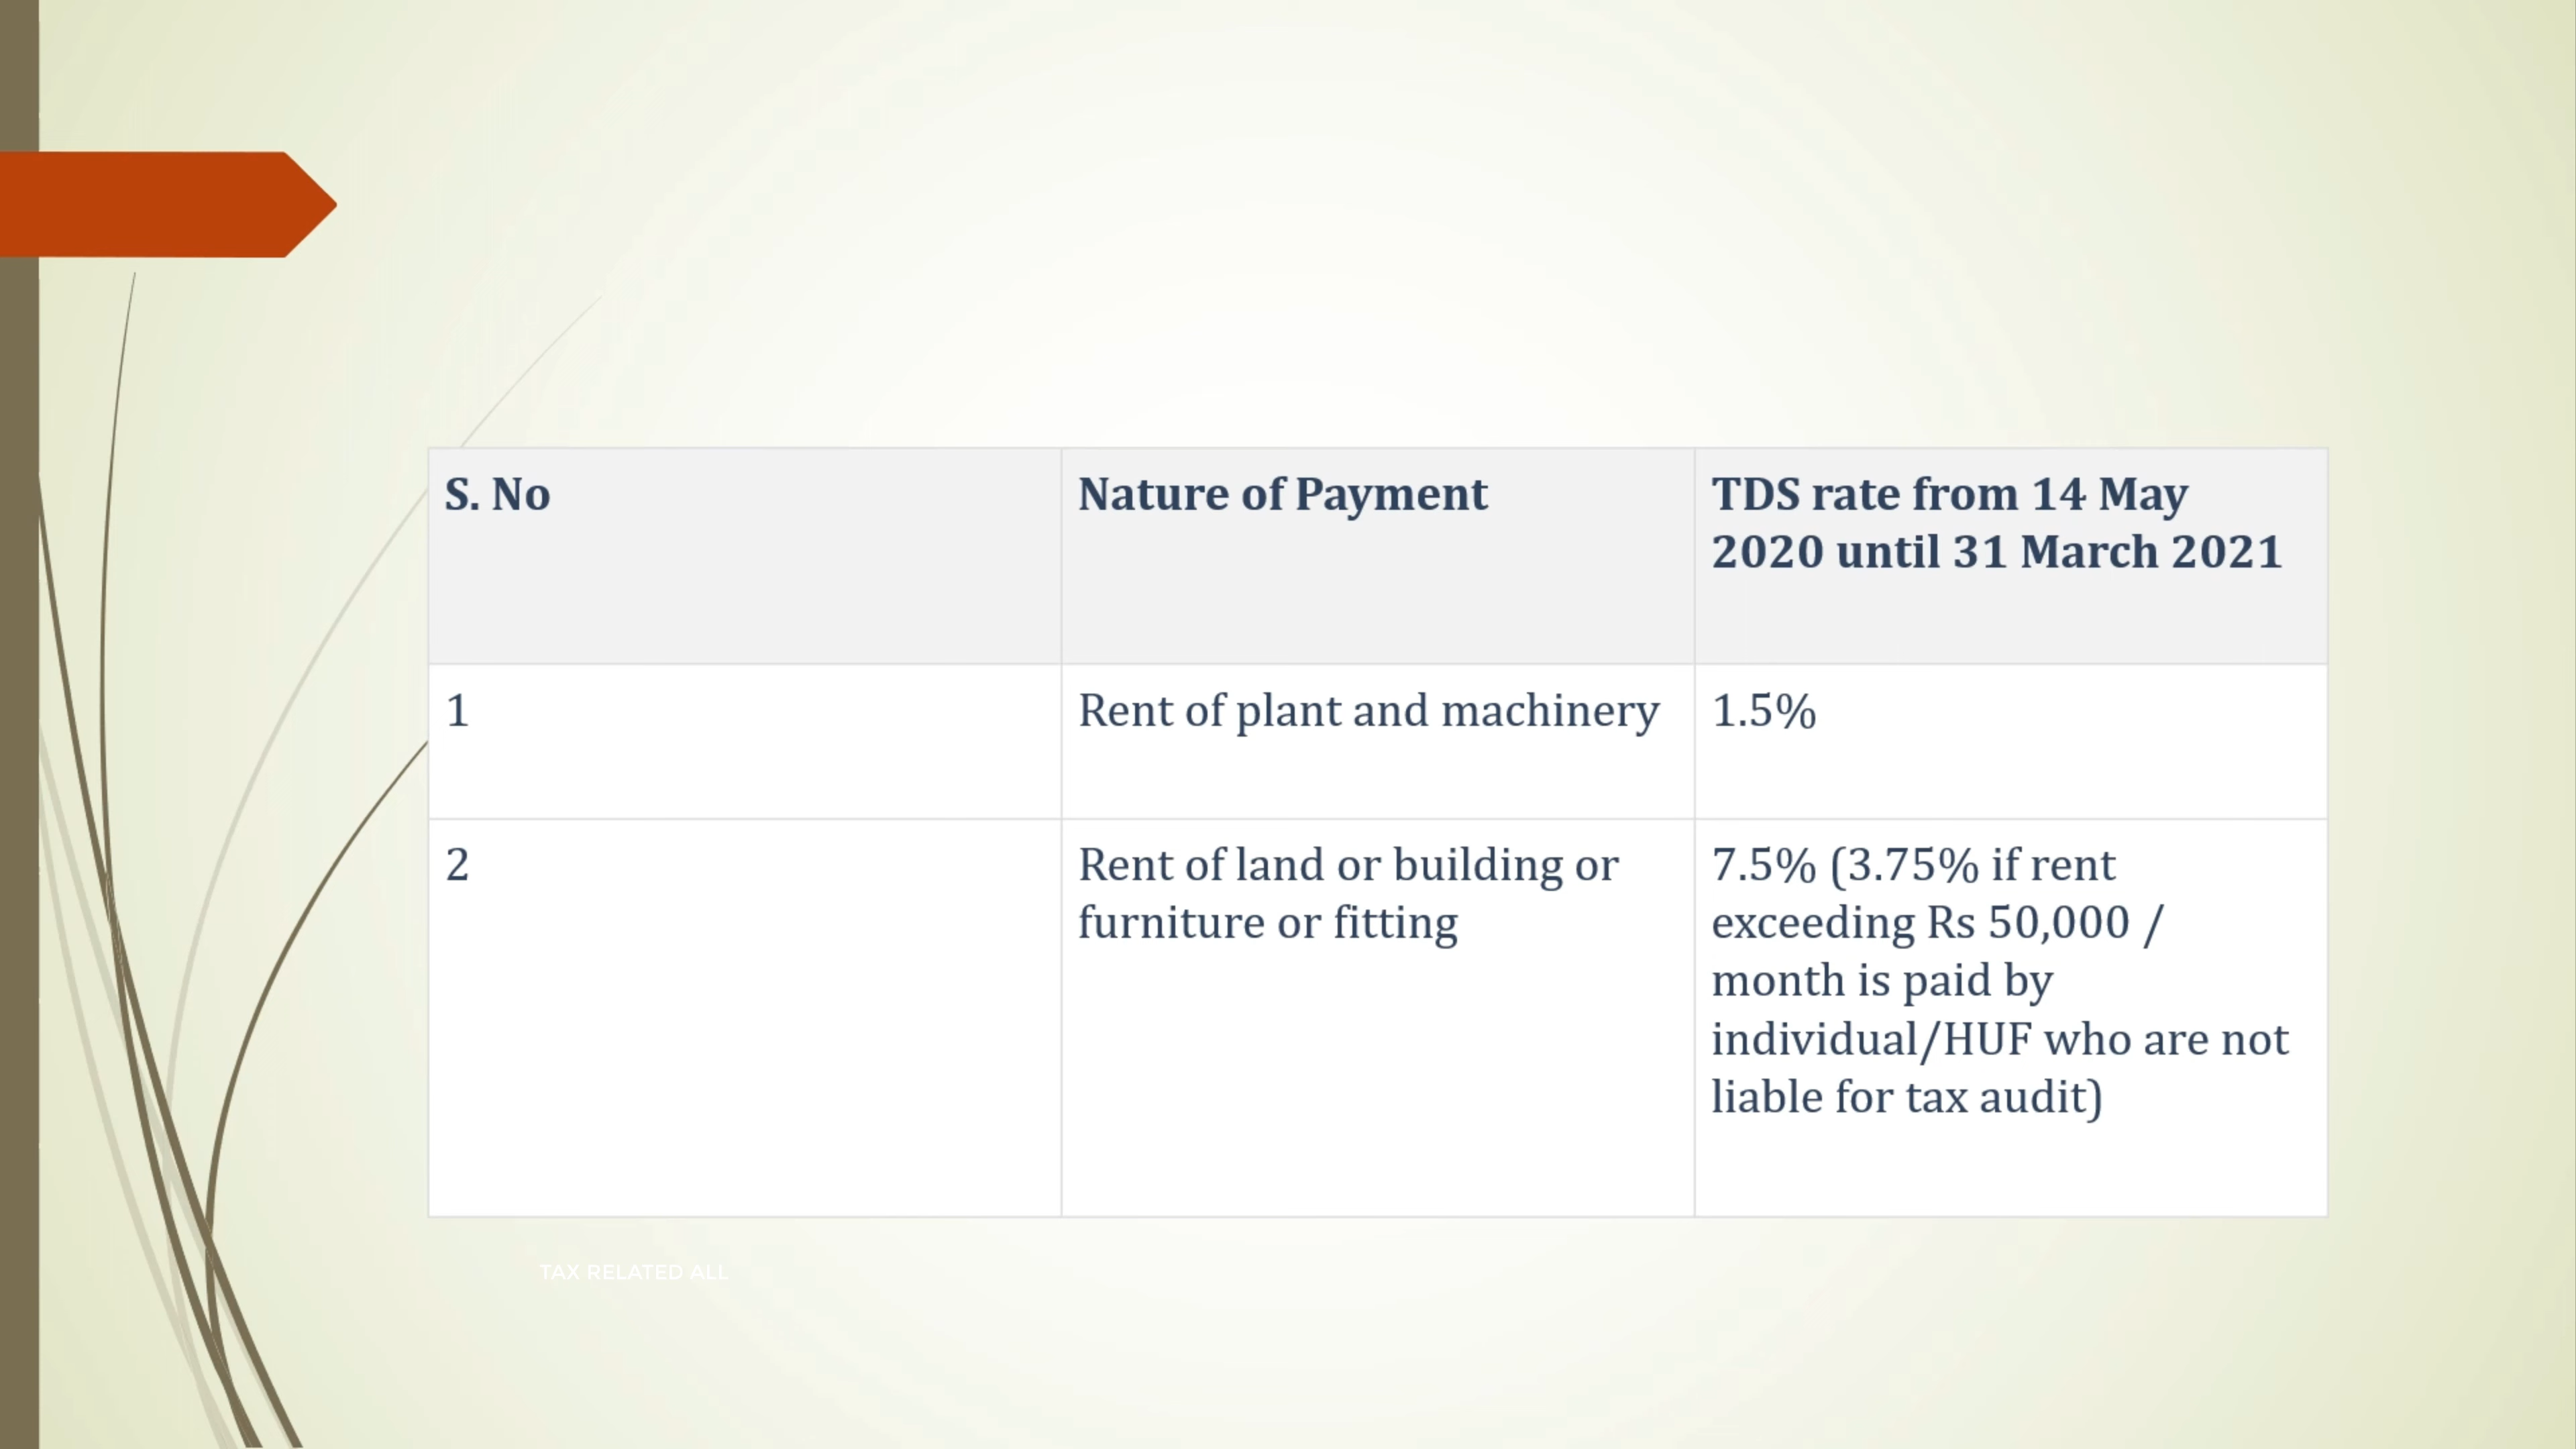 S. No
Nature of Payment
TDS rate from 14 May
2020 until 31 March 2021
1
Rent of plant and machinery
1.5%
2
Rent of land or building or
furniture or fitting
7.5% (3.75% if rent
exceeding Rs 50,000 /
month is paid by
individual/HUF who are not
liable for tax audit)
TAX RELATED ALL